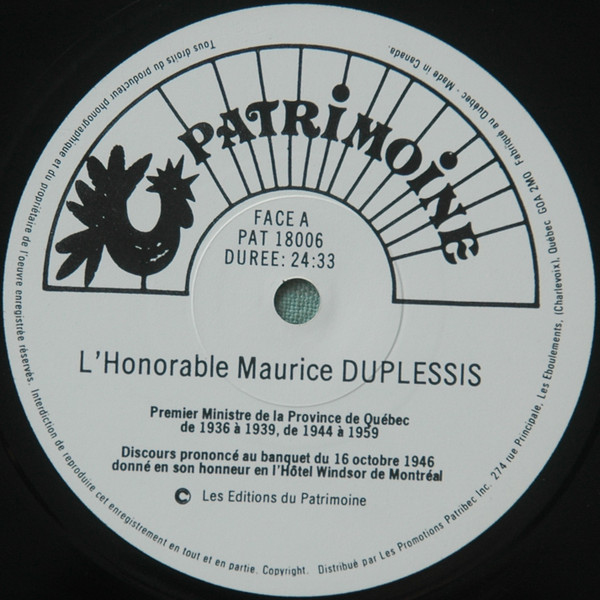 PATRIMOINE
FACE A
PAT 18006
DUREE: 24:33
L'Honorable Maurice DUPLESSIS
Premier Ministre de la Province de Québec
de 1936 à 1939, de 1944 à 1959
Discours prononcé au banquet du 16 octobre 1946
donné en son honneur en l'Hôtel Windsor de Montréal
Les Editions du Patrimoine
Tous droits du producteur phonographique et du propriétaire de l'oeuvre enregistrée réservés. Interdiction de reproduire cet enregistrement en tout et en partie. Copyright. Distribué par Les Promotions Patribec Inc. 274 rue Principale, Les Eboulements, (Charlevoix), Québec G0A 2M0 Fabriqué au Québec - Made in Canada.